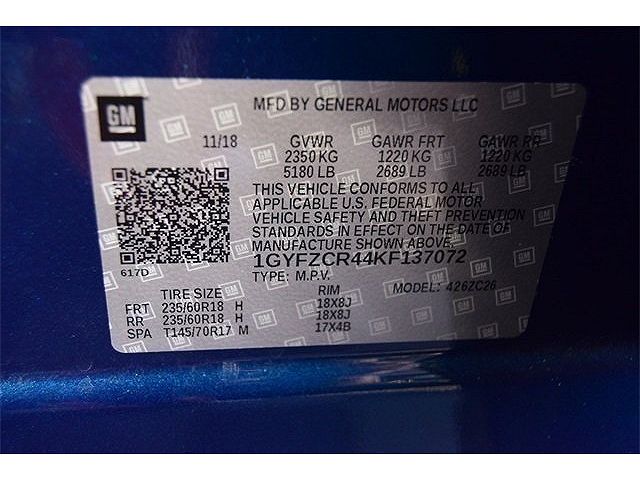 GM
MFD BY GENERAL MOTORS LLC
11/18 GVWR GAWR FRT GAWR RR
2350 KG 1220 KG 1220 KG
5180 LB 2689 LB 2689 LB
THIS VEHICLE CONFORMS TO ALL
APPLICABLE U.S. FEDERAL MOTOR
VEHICLE SAFETY AND THEFT PREVENTION
STANDARDS IN EFFECT ON THE DATE OF
MANUFACTURE SHOWN ABOVE.
617D
1GYFZCR44KF137072
TYPE: M.P.V. MODEL: 426ZC26
TIRE SIZE RIM
FRT 235/60R18 H 18X8J
RR 235/60R18 H 18X8J
SPA T145/70R17 M 17X4B